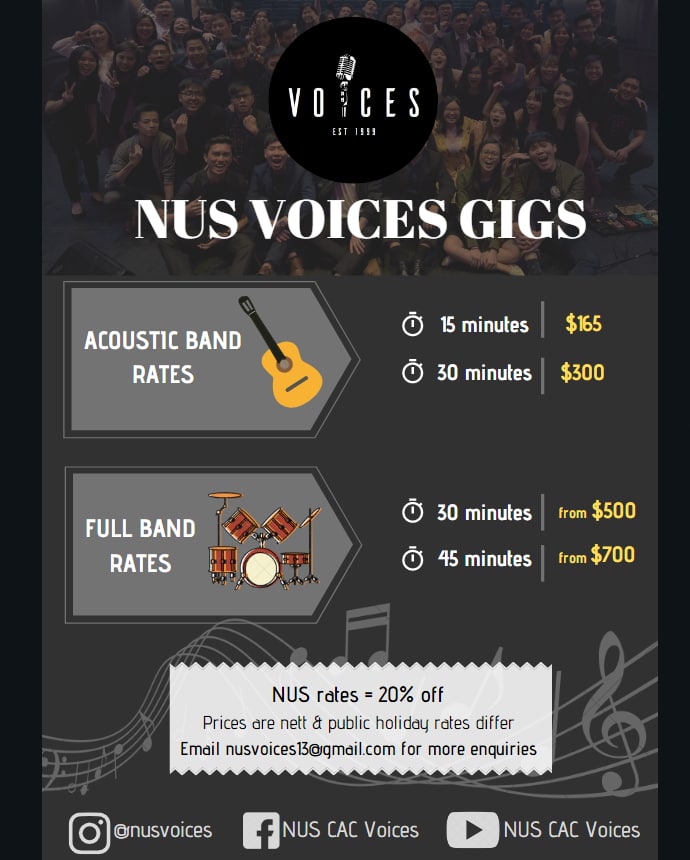 VOICES
EST 1999
NUS VOICES GIGS
ACOUSTIC BAND
RATES
15 minutes $165
30 minutes $300
FULL BAND
RATES
30 minutes from $500
45 minutes from $700
NUS rates = 20% off
Prices are nett & public holiday rates differ
Email nusvoices13@gmail.com for more enquiries
@nusvoices NUS CAC Voices NUS CAC Voices